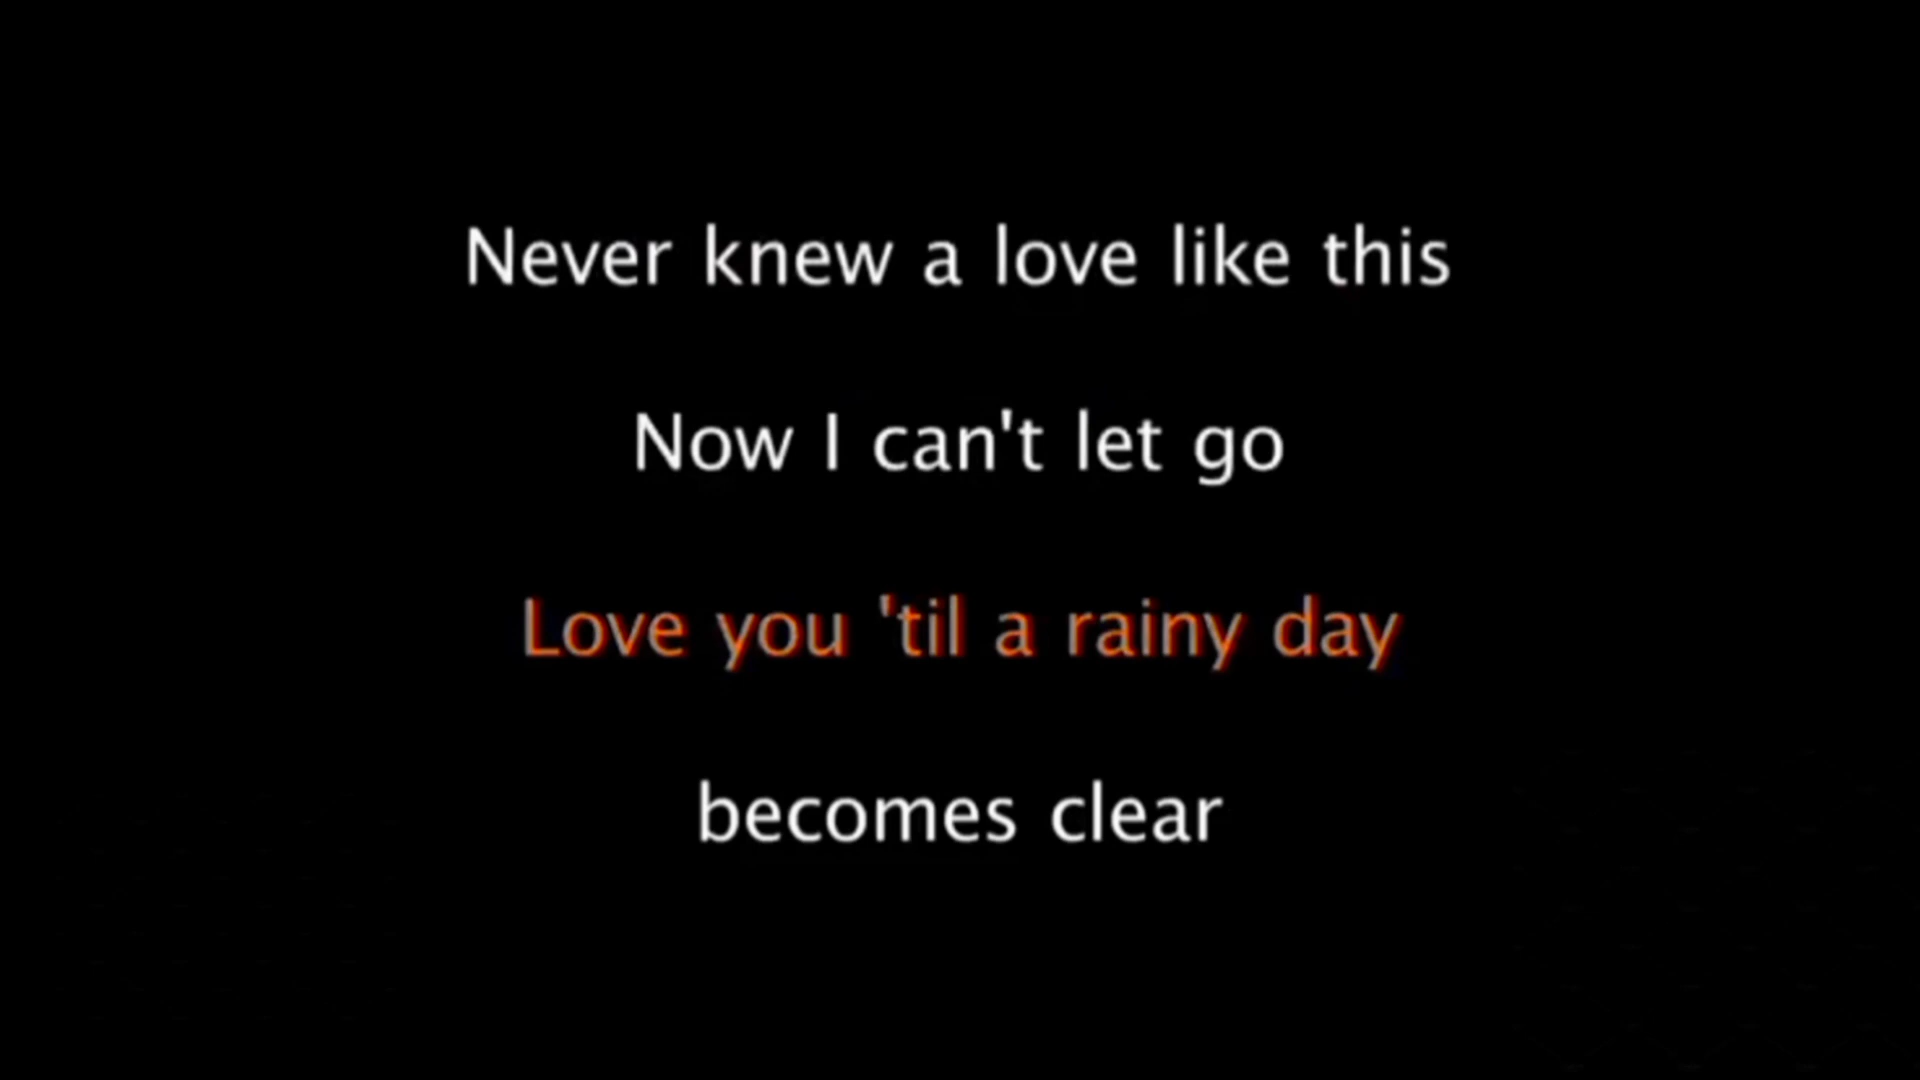 Never knew a love like this
Now I can't let go
Love you 'til a rainy day
becomes clear